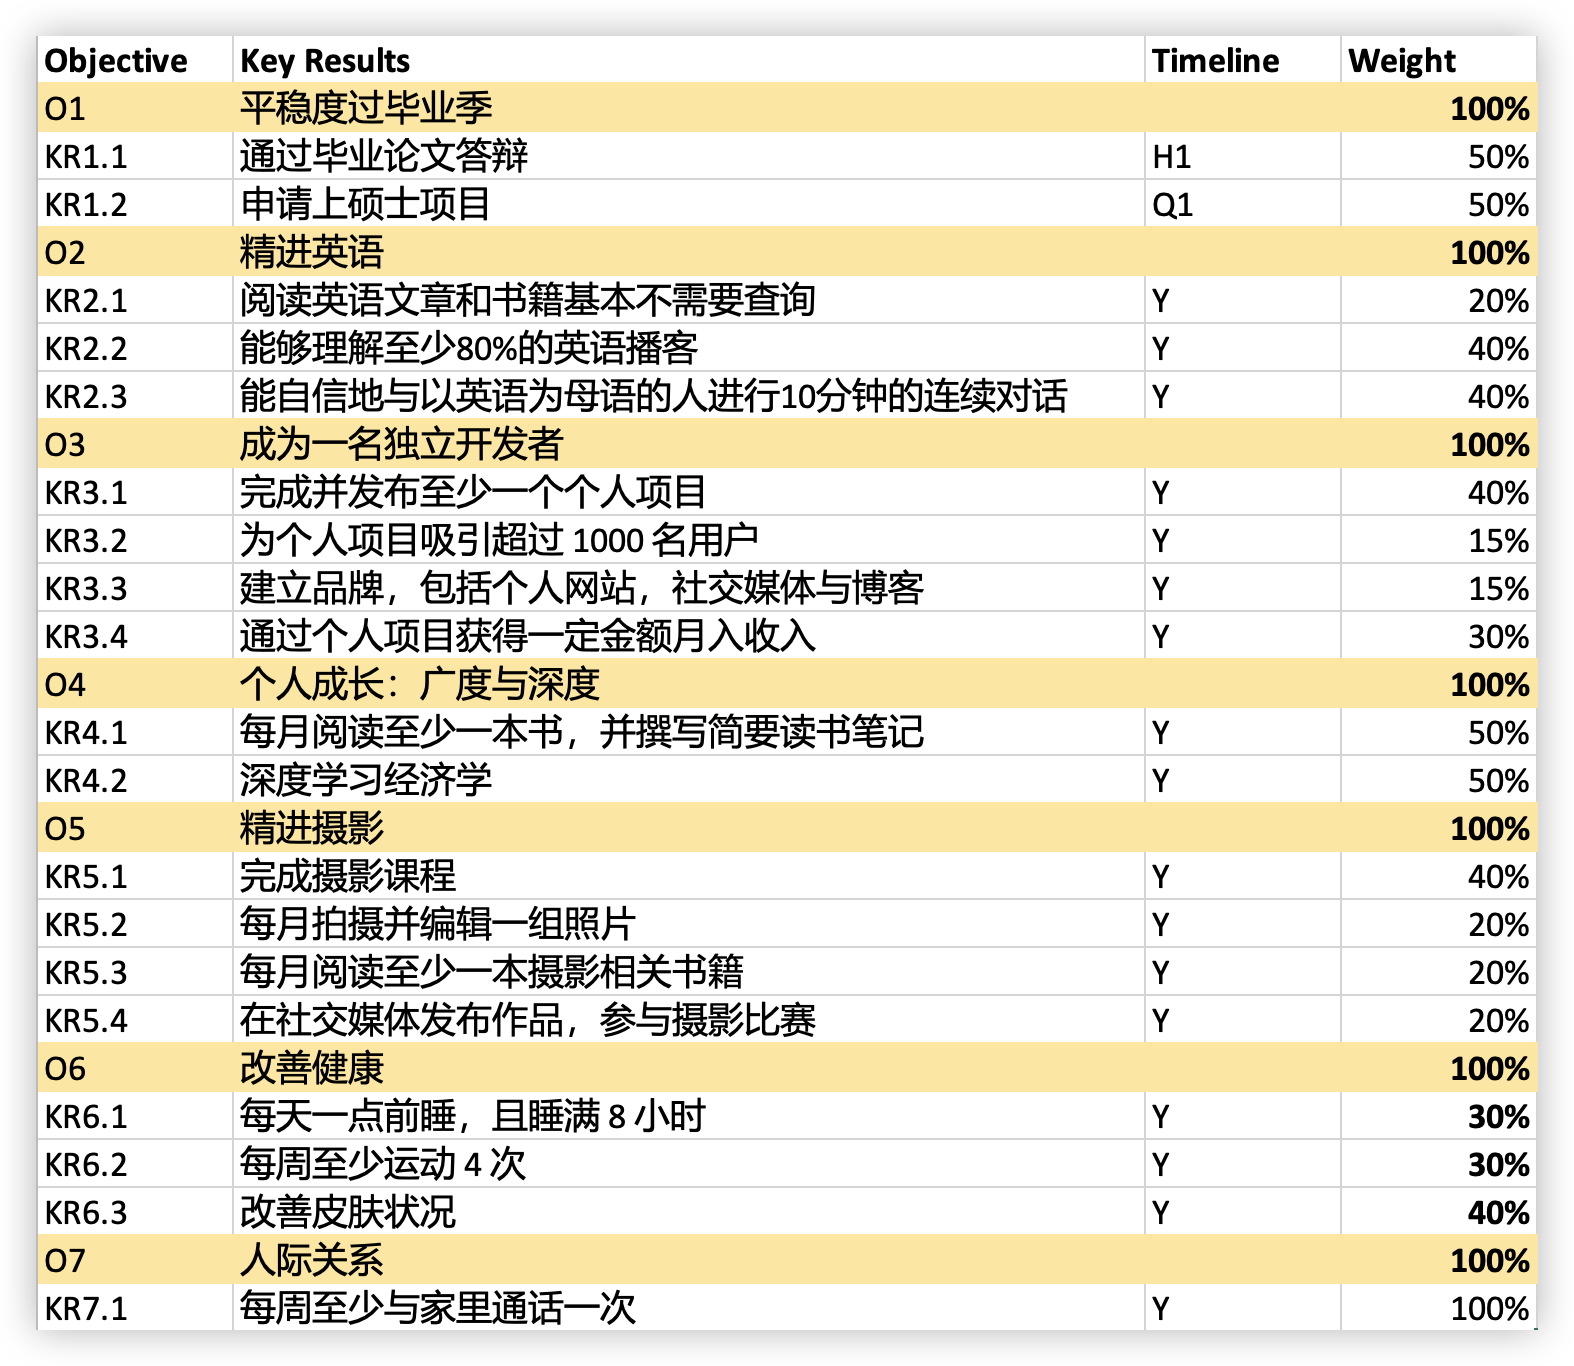 Objective Key Results Timeline Weight
O1 平稳度过毕业季 100%
KR1.1 通过毕业论文答辩 H1 50%
KR1.2 申请上硕士项目 Q1 50%
O2 精进英语 100%
KR2.1 阅读英语文章和书籍基本不需要查询 Y 20%
KR2.2 能够理解至少80%的英语播客 Y 40%
KR2.3 能自信地与以英语为母语的人进行10分钟的连续对话 Y 40%
O3 成为一名独立开发者 100%
KR3.1 完成并发布至少一个个人项目 Y 40%
KR3.2 为个人项目吸引超过 1000 名用户 Y 15%
KR3.3 建立品牌，包括个人网站，社交媒体与博客 Y 15%
KR3.4 通过个人项目获得一定金额月入收入 Y 30%
O4 个人成长：广度与深度 100%
KR4.1 每月阅读至少一本书，并撰写简要读书笔记 Y 50%
KR4.2 深度学习经济学 Y 50%
O5 精进摄影 100%
KR5.1 完成摄影课程 Y 40%
KR5.2 每月拍摄并编辑一组照片 Y 20%
KR5.3 每月阅读至少一本摄影相关书籍 Y 20%
KR5.4 在社交媒体发布作品，参与摄影比赛 Y 20%
O6 改善健康 100%
KR6.1 每天一点前睡，且睡满 8 小时 Y 30%
KR6.2 每周至少运动 4 次 Y 30%
KR6.3 改善皮肤状况 Y 40%
O7 人际关系 100%
KR7.1 每周至少与家里通话一次 Y 100%